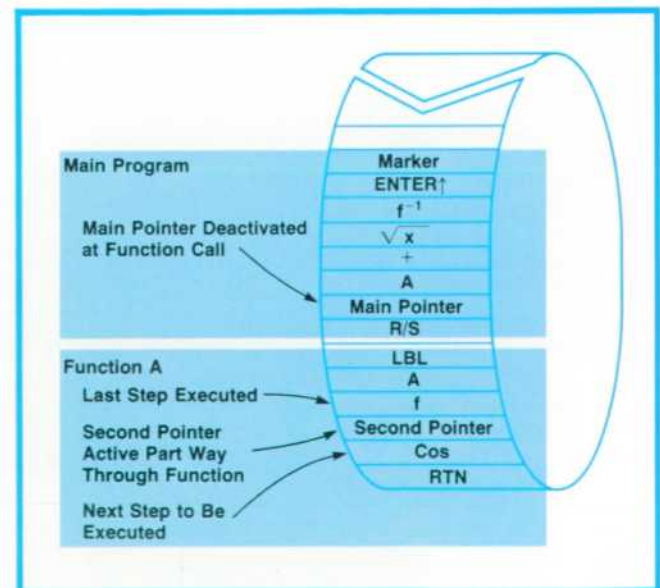 Main Program
Main Pointer Deactivated
at Function Call
Marker
ENTER↑
f⁻¹
√x
+
A
Main Pointer
R/S
Function A
Last Step Executed
Second Pointer
Active Part Way
Through Function
Next Step to Be
Executed
LBL
A
f
Second Pointer
Cos
RTN